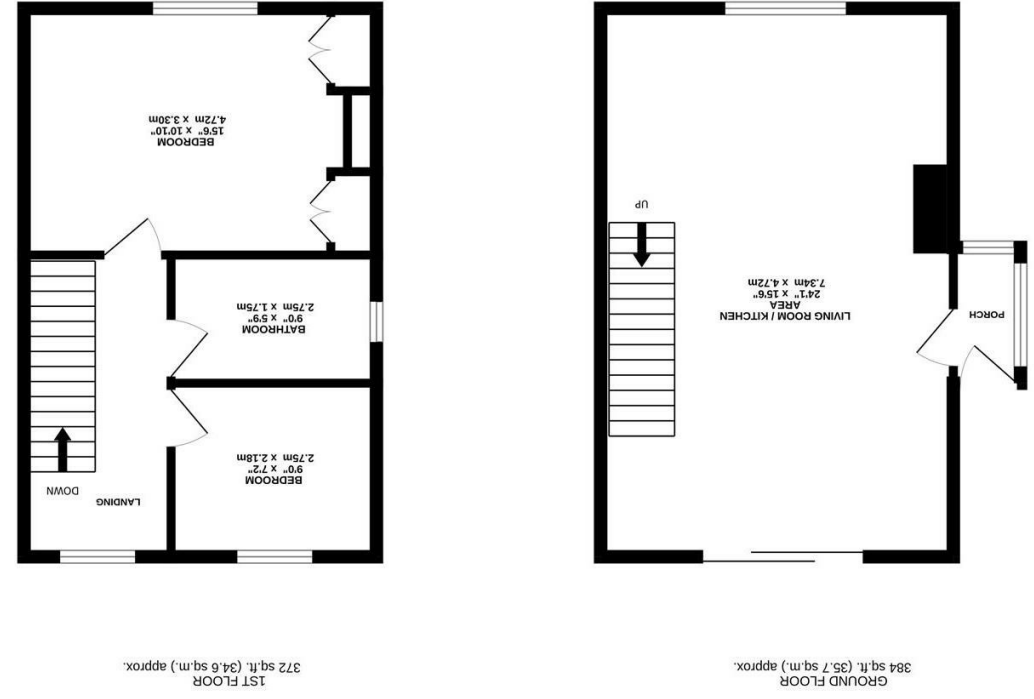 GROUND FLOOR
384 sq.ft. (35.7 sq.m.) approx.
1ST FLOOR
372 sq.ft. (34.6 sq.m.) approx.
LIVING ROOM / KITCHEN
AREA
24'1" x 15'6"
7.34m x 4.72m
PORCH
UP
BEDROOM
9'0" x 7'2"
2.75m x 2.18m
LANDING
DOWN
BATHROOM
9'0" x 5'9"
2.75m x 1.75m
BEDROOM
15'6" x 10'10"
4.72m x 3.30m